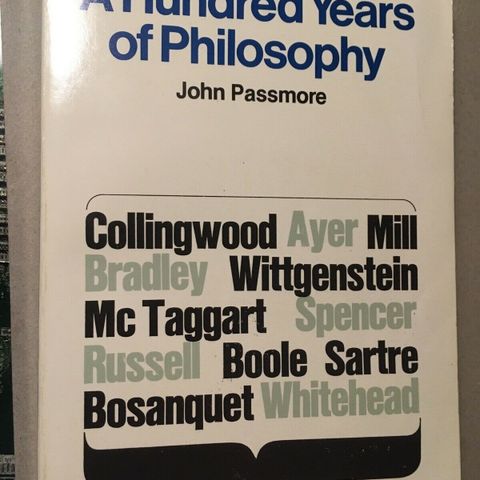 A Hundred Years
of Philosophy
John Passmore
Collingwood Ayer Mill
Bradley Wittgenstein
Mc Taggart Spencer
Russell Boole Sartre
Bosanquet Whitehead